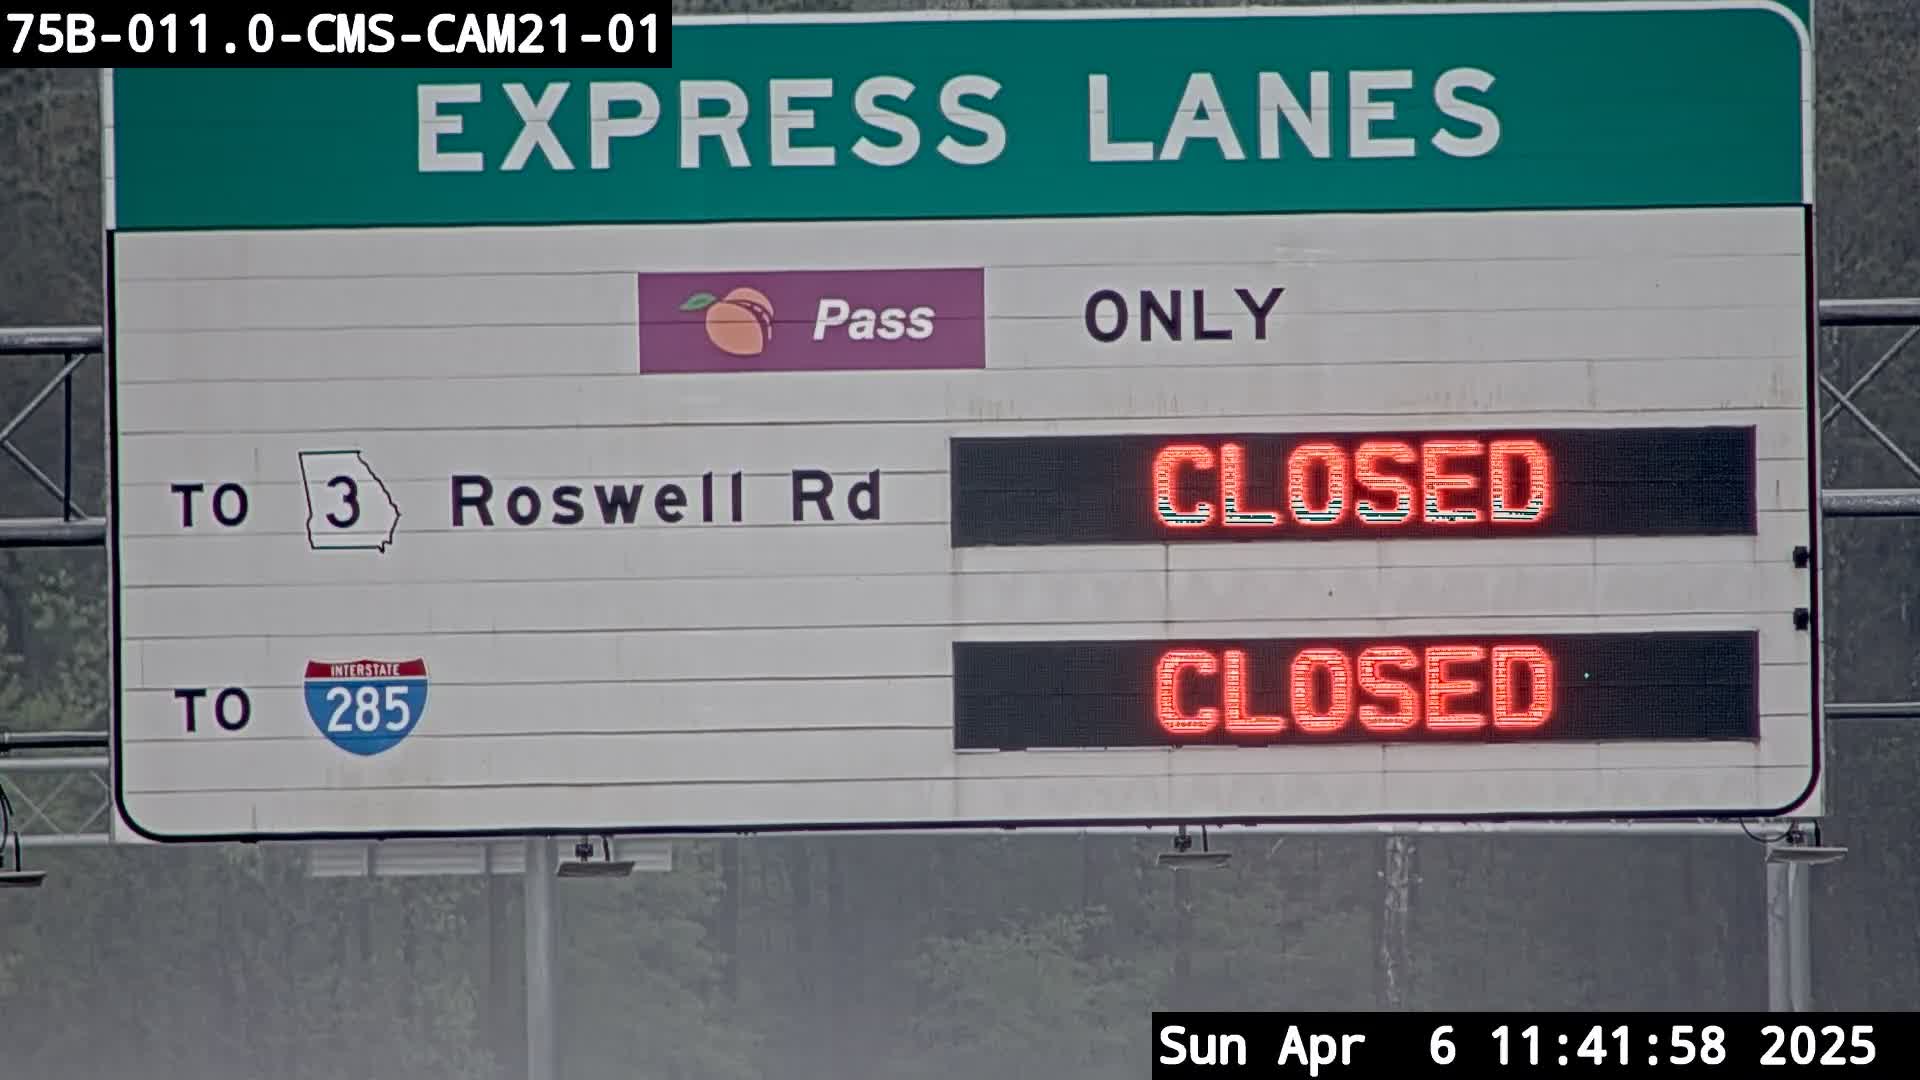 75B-011.0-CMS-CAM21-01
EXPRESS LANES
Pass ONLY
TO 3 Roswell Rd CLOSED
TO INTERSTATE 285 CLOSED
Sun Apr 6 11:41:58 2025